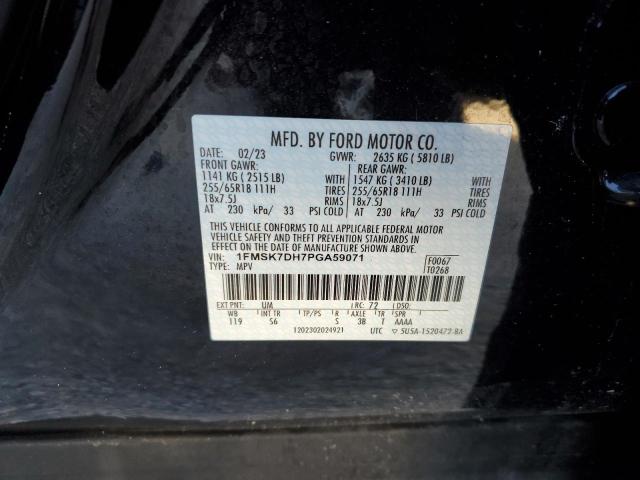 MFD. BY FORD MOTOR CO.
DATE: 02/23 GVWR: 2635 KG ( 5810 LB)
FRONT GAWR: REAR GAWR:
1141 KG ( 2515 LB) WITH 1547 KG ( 3410 LB) WITH
255/65R18 111H TIRES 255/65R18 111H TIRES
18x7.5J RIMS 18x7.5J RIMS
AT 230 kPa/ 33 PSI COLD AT 230 kPa/ 33 PSI COLD
THIS VEHICLE CONFORMS TO ALL APPLICABLE FEDERAL MOTOR
VEHICLE SAFETY AND THEFT PREVENTION STANDARDS IN
EFFECT ON THE DATE OF MANUFACTURE SHOWN ABOVE.
VIN: 1FMSK7DH7PGA59071 F0067
TYPE: MPV T0268
EXT PNT: UM RC: 72 DSO:
WB INT TR TP/PS R AXLE TR SPR
119 S6 S 3B T AAAA
1202302024921 UTC ▽ 5U5A-1520472-BA